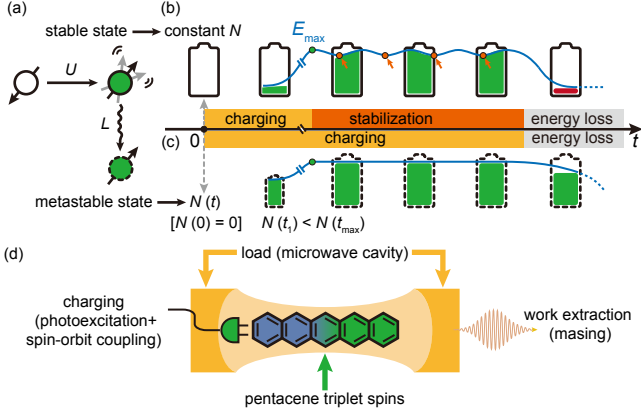 (a)
stable state
constant N
(b)
E_max
U
L
charging
stabilization
energy loss
(c)
0
charging
energy loss
t
metastable state
N (t)
[N (0) = 0]
N (t₁) < N (t_max)
(d)
load (microwave cavity)
charging
(photoexcitation+
spin-orbit coupling)
work extraction
(masing)
pentacene triplet spins